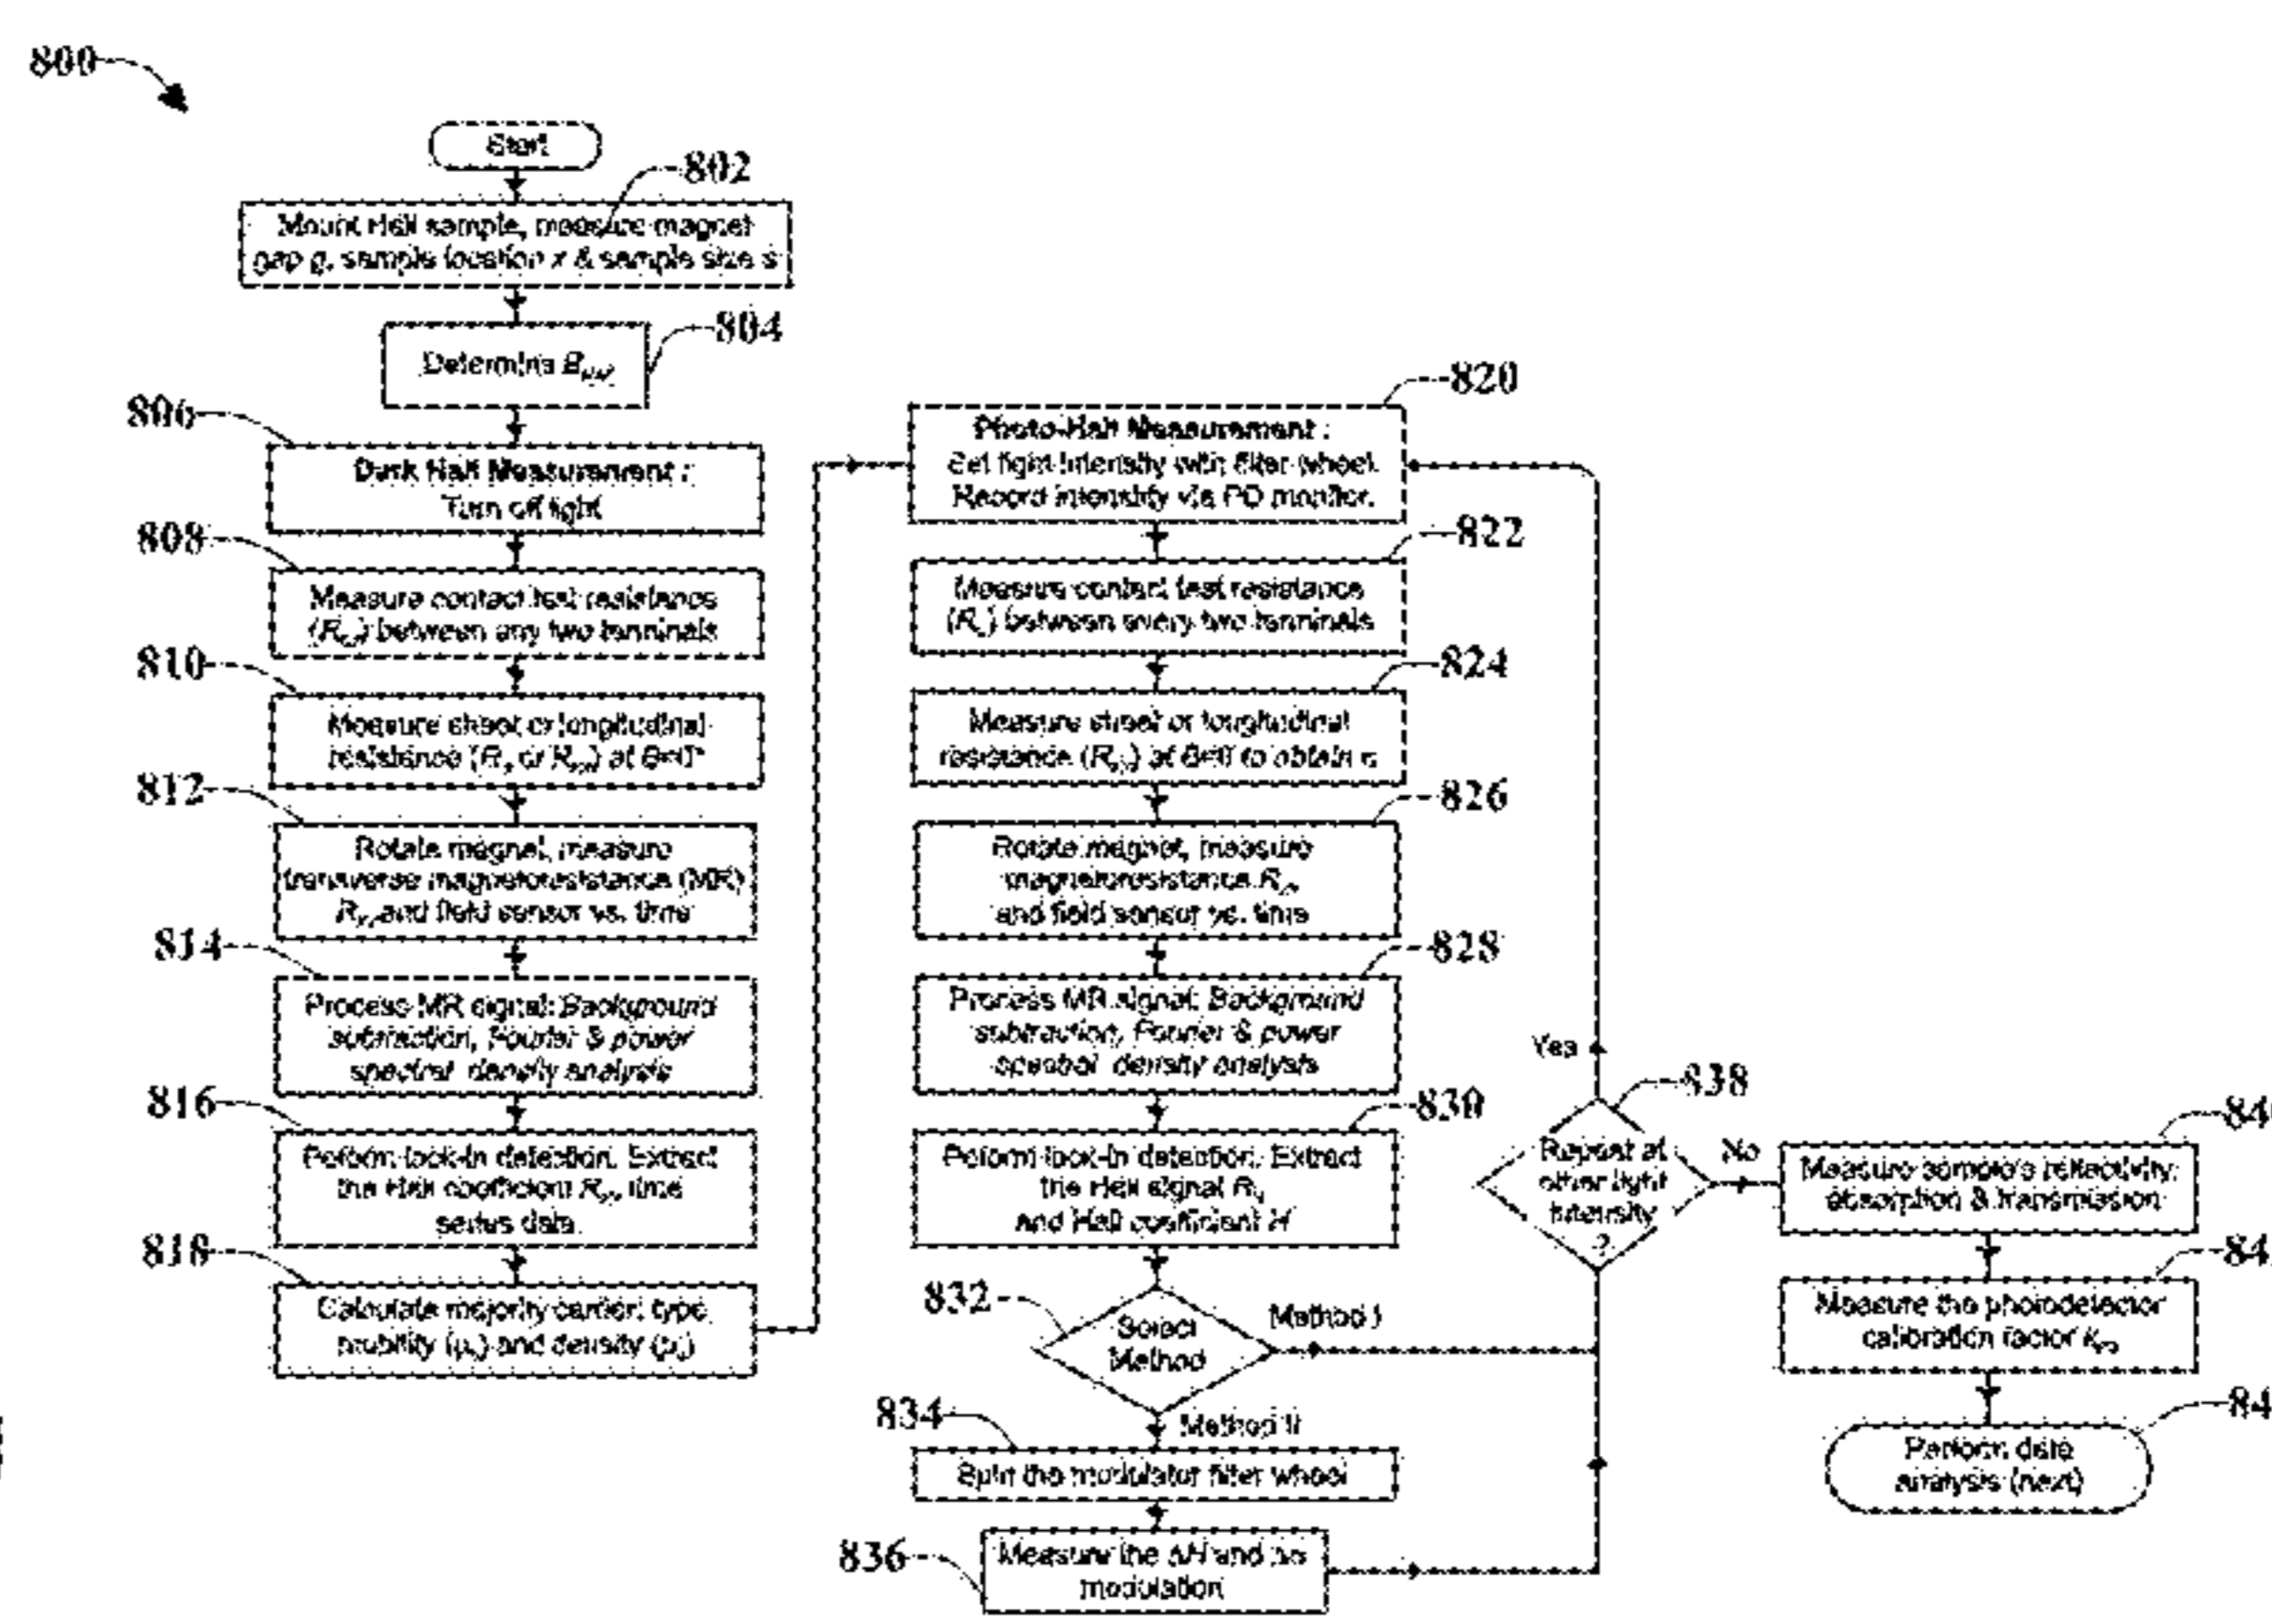 800
Start
802
Mount Hall sample, measure magnet
gap g, sample location x & sample size s
804
Determine
806
Dark Hall Measurement :
Turn off light
808
Measure contact test resistance
between any two terminals
810
Measure sheet or longitudinal
resistance (R or R ) at B=0
812
Rotate magnet, measure
transverse magnetoresistance (MR)
and field sensor vs. time
814
Process MR signal: Background
subtraction, Fourier & power
spectral density analysis
816
Peform lock-in detection. Extract
the Hall coefficient time
series data.
818
Calculate majority carrier: type,
mobility and density
820
Photo-Hall Measurement :
Set light intensity with filter wheel.
Record intensity via PD monitor.
822
Measure contact test resistance
between every two terminals
824
Measure sheet or longitudinal
resistance at B=0 to obtain σ
826
Rotate magnet, measure
magnetoresistance
and field sensor vs. time
828
Process MR signal: Background
subtraction, Fourier & power
spectral density analysis
830
Peform lock-in detection. Extract
the Hall signal
and Hall coefficient H
832
Select
Method
Method I
Method II
834
Spin the modulator filter wheel
836
Measure the ΔH and Δσ
modulation
838
Repeat at
other light
intensity
?
Yes
No
84
Measure sample's reflectivity,
absorption & transmission
84
Measure the photodetector
calibration factor
84
Perform data
analysis (next)